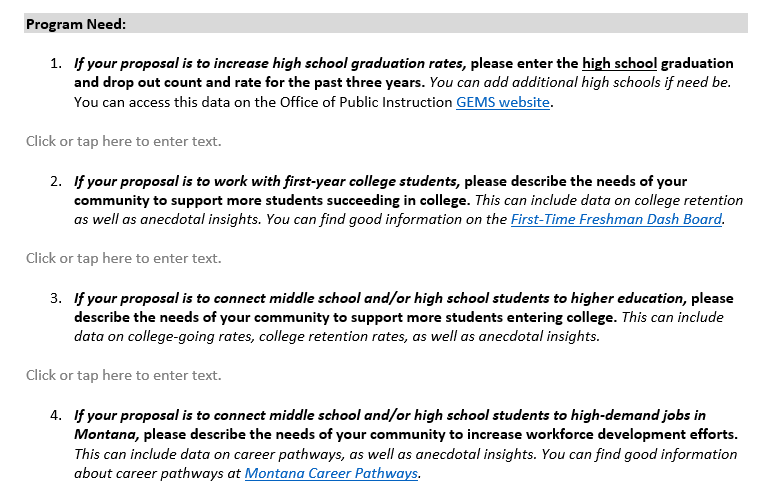 Program Need:
1. If your proposal is to increase high school graduation rates, please enter the high school graduation
and drop out count and rate for the past three years. You can add additional high schools if need be.
You can access this data on the Office of Public Instruction GEMS website.
Click or tap here to enter text.
2. If your proposal is to work with first-year college students, please describe the needs of your
community to support more students succeeding in college. This can include data on college retention
as well as anecdotal insights. You can find good information on the First-Time Freshman Dash Board.
Click or tap here to enter text.
3. If your proposal is to connect middle school and/or high school students to higher education, please
describe the needs of your community to support more students entering college. This can include
data on college-going rates, college retention rates, as well as anecdotal insights.
Click or tap here to enter text.
4. If your proposal is to connect middle school and/or high school students to high-demand jobs in
Montana, please describe the needs of your community to increase workforce development efforts.
This can include data on career pathways, as well as anecdotal insights. You can find good information
about career pathways at Montana Career Pathways.